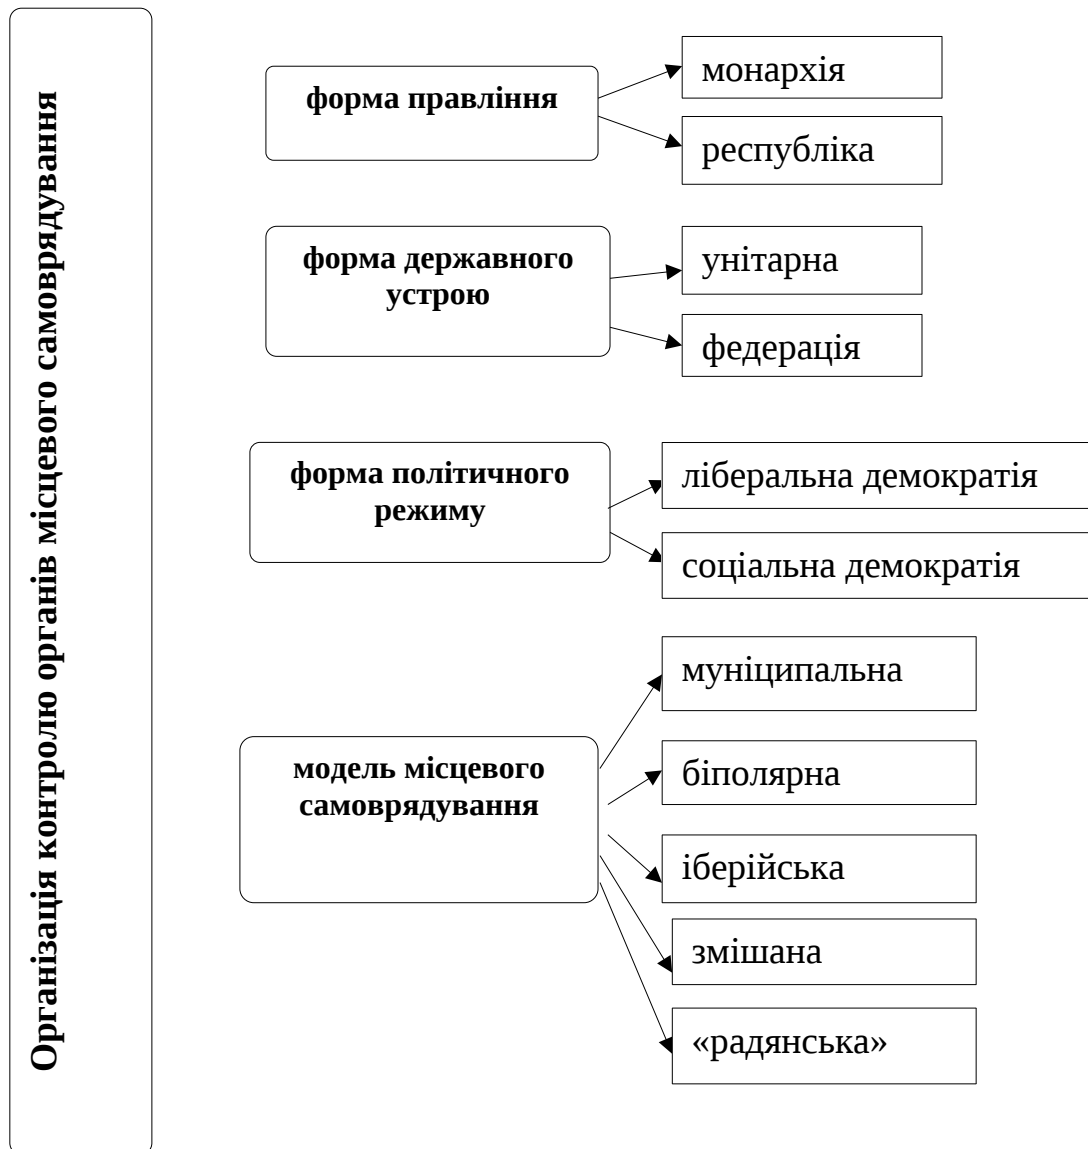 Організація контролю органів місцевого самоврядування
форма правління
монархія
республіка
форма державного
устрою
унітарна
федерація
форма політичного
режиму
ліберальна демократія
соціальна демократія
модель місцевого
самоврядування
муніципальна
біполярна
іберійська
змішана
«радянська»